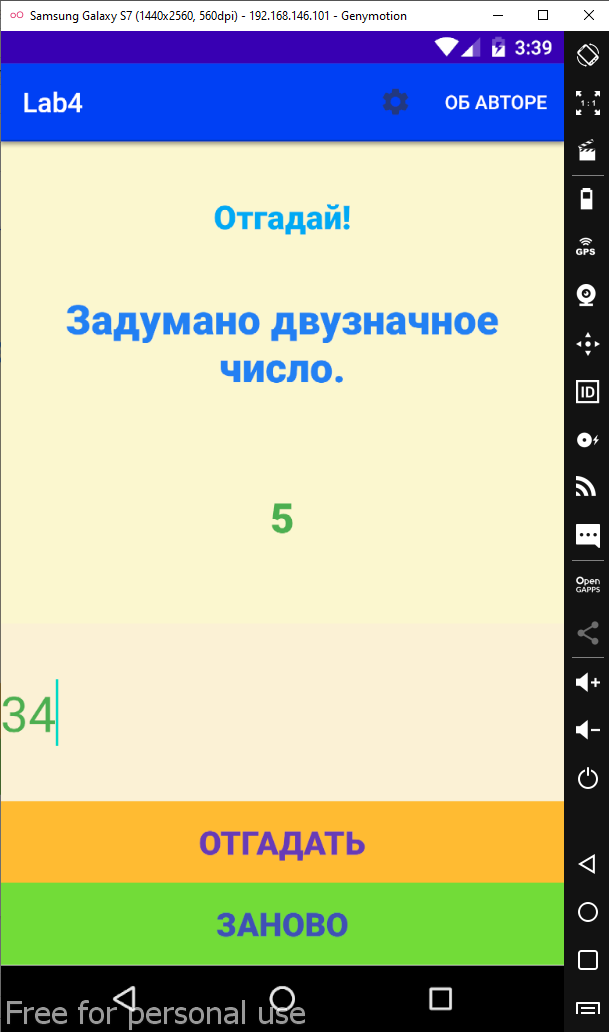 Samsung Galaxy S7 (1440x2560, 560dpi) - 192.168.146.101 - Genymotion
3:39
Lab4
ОБ АВТОРЕ
1:1
Отгадай!
GPS
Задумано двузначное
число.
ID
5
Open
GAPPS
34
ОТГАДАТЬ
ЗАНОВО
Free for personal use